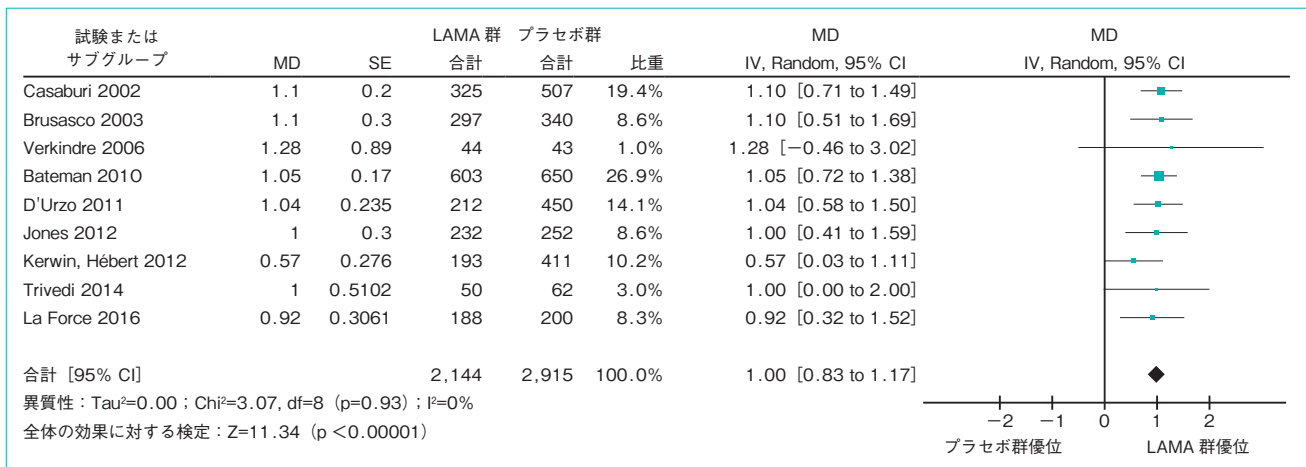 試験または LAMA 群 プラセボ群 MD MD
サブグループ MD SE 合計 合計 比重 IV, Random, 95% CI IV, Random, 95% CI
Casaburi 2002 1.1 0.2 325 507 19.4% 1.10［0.71 to 1.49］
Brusasco 2003 1.1 0.3 297 340 8.6% 1.10［0.51 to 1.69］
Verkindre 2006 1.28 0.89 44 43 1.0% 1.28［−0.46 to 3.02］
Bateman 2010 1.05 0.17 603 650 26.9% 1.05［0.72 to 1.38］
D'Urzo 2011 1.04 0.235 212 450 14.1% 1.04［0.58 to 1.50］
Jones 2012 1 0.3 232 252 8.6% 1.00［0.41 to 1.59］
Kerwin, Hébert 2012 0.57 0.276 193 411 10.2% 0.57［0.03 to 1.11］
Trivedi 2014 1 0.5102 50 62 3.0% 1.00［0.00 to 2.00］
La Force 2016 0.92 0.3061 188 200 8.3% 0.92［0.32 to 1.52］
合計［95% CI］ 2,144 2,915 100.0% 1.00［0.83 to 1.17］
異質性：Tau²=0.00；Chi²=3.07, df=8（p=0.93）；I²=0%
全体の効果に対する検定：Z=11.34（p <0.00001）
−2 −1 0 1 2
プラセボ群優位 LAMA 群優位